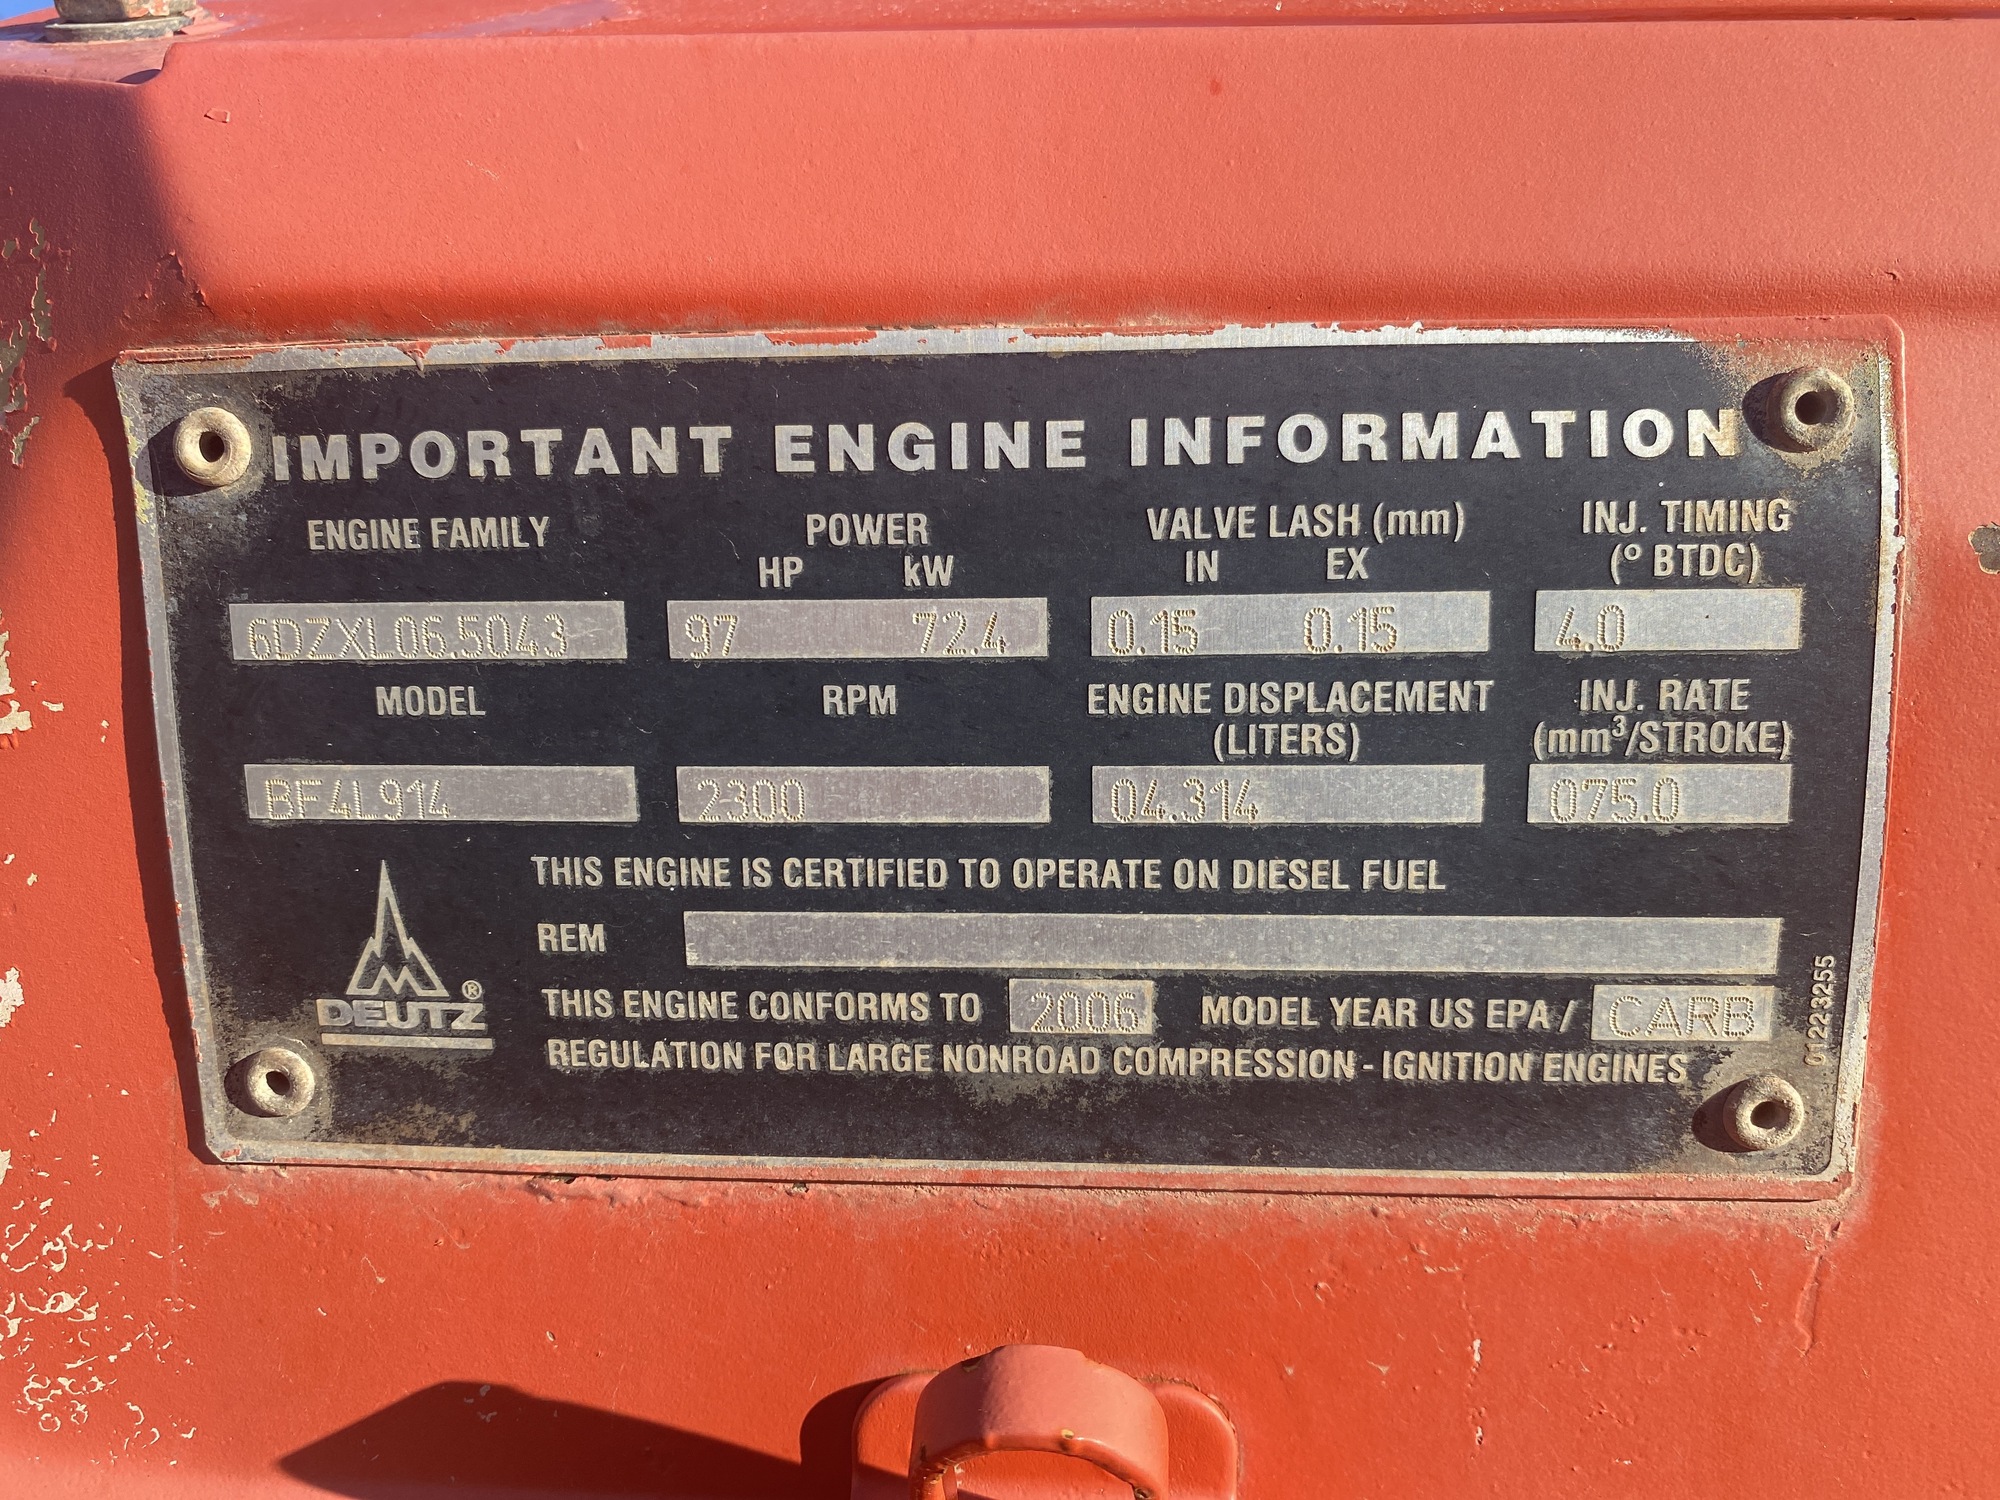 IMPORTANT ENGINE INFORMATION
ENGINE FAMILY POWER VALVE LASH (mm) INJ. TIMING
HP kW IN EX (° BTDC)
6DZXL06.5043 97 72.4 0.15 0.15 4.0
MODEL RPM ENGINE DISPLACEMENT INJ. RATE
(LITERS) (mm³/STROKE)
BF4L914 2300 04.314 075.0
THIS ENGINE IS CERTIFIED TO OPERATE ON DIESEL FUEL
REM
DEUTZ ®
THIS ENGINE CONFORMS TO 2006 MODEL YEAR US EPA / CARB
REGULATION FOR LARGE NONROAD COMPRESSION - IGNITION ENGINES
0122 3255